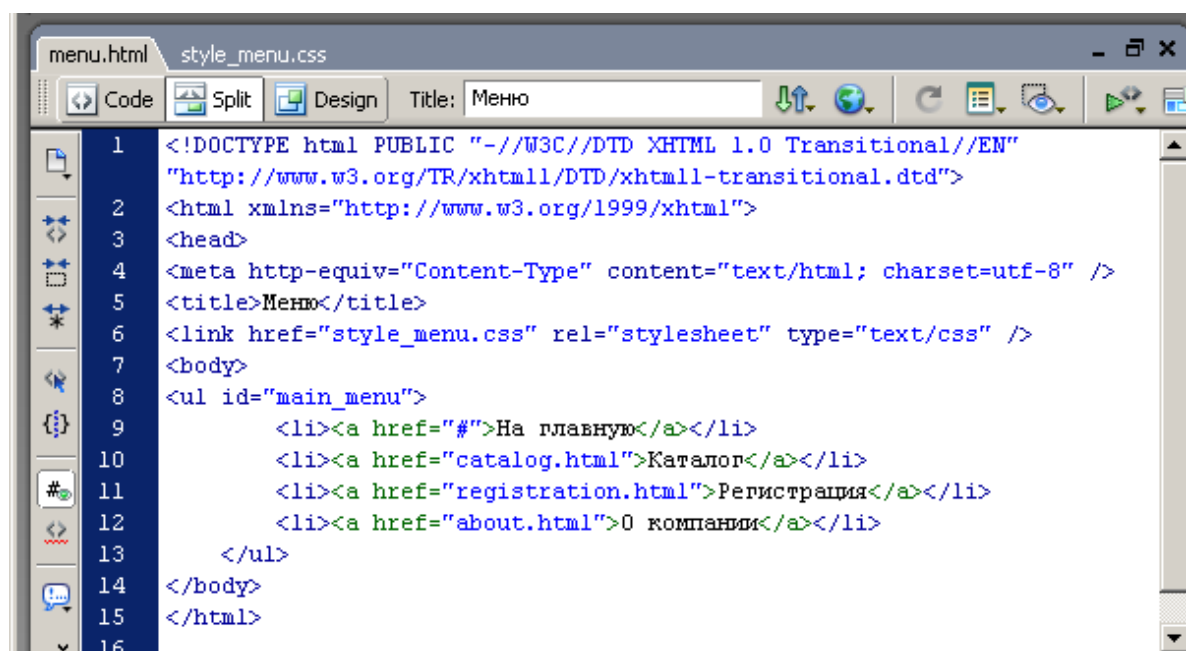 menu.html style_menu.css
Code Split Design Title: Меню
1 <!DOCTYPE html PUBLIC "-//W3C//DTD XHTML 1.0 Transitional//EN"
"http://www.w3.org/TR/xhtml1/DTD/xhtml1-transitional.dtd">
2 <html xmlns="http://www.w3.org/1999/xhtml">
3 <head>
4 <meta http-equiv="Content-Type" content="text/html; charset=utf-8" />
5 <title>Меню</title>
6 <link href="style_menu.css" rel="stylesheet" type="text/css" />
7 <body>
8 <ul id="main_menu">
9 <li><a href="#">На главную</a></li>
10 <li><a href="catalog.html">Каталог</a></li>
11 <li><a href="registration.html">Регистрация</a></li>
12 <li><a href="about.html">О компании</a></li>
13 </ul>
14 </body>
15 </html>
16